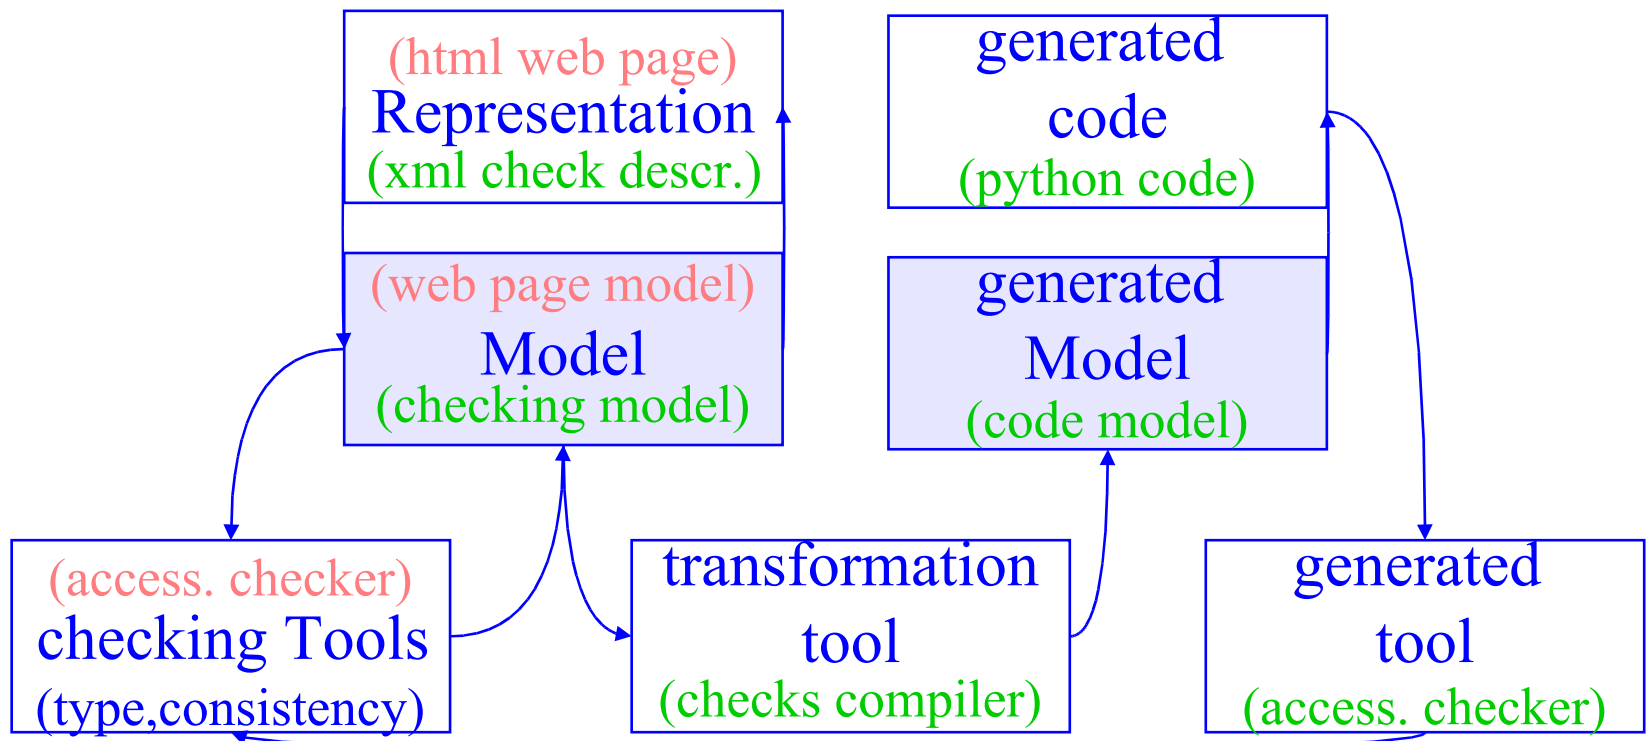 (html web page)
Representation
(xml check descr.)
generated
code
(python code)
(web page model)
Model
(checking model)
generated
Model
(code model)
(access. checker)
checking Tools
(type,consistency)
transformation
tool
(checks compiler)
generated
tool
(access. checker)